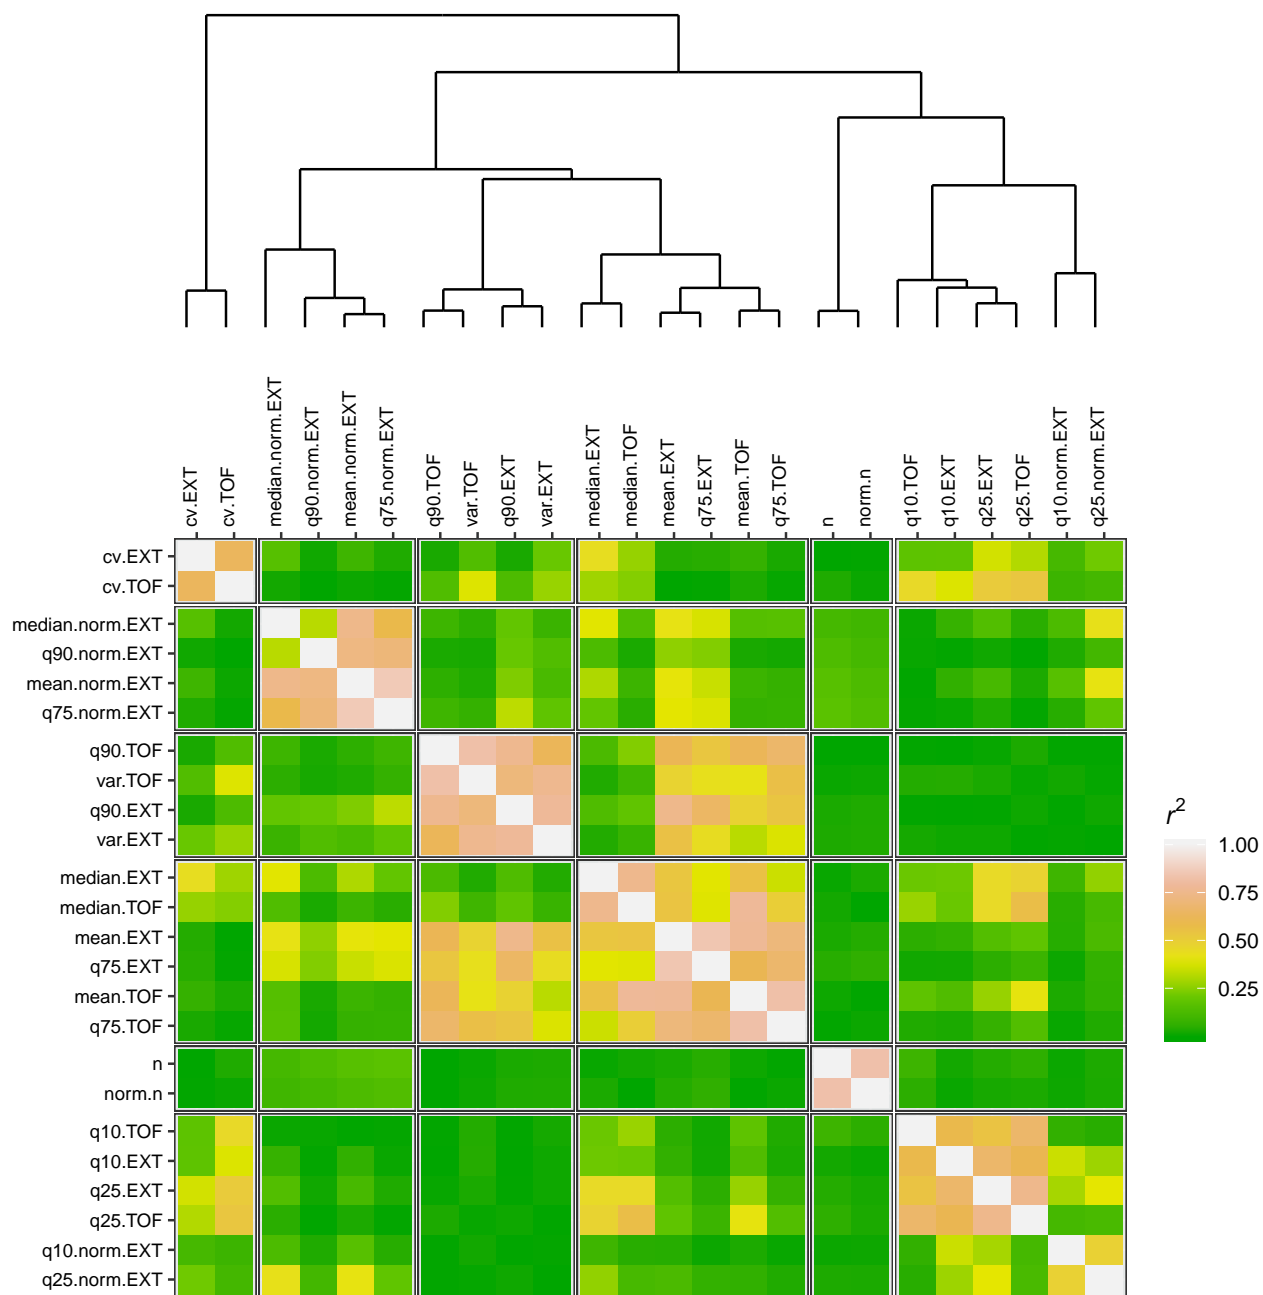 median.norm.EXT
q90.norm.EXT
mean.norm.EXT
q75.norm.EXT
q10.norm.EXT
q25.norm.EXT
cv.EXT
cv.TOF
q90.TOF
var.TOF
q90.EXT
var.EXT
median.EXT
median.TOF
mean.EXT
q75.EXT
mean.TOF
q75.TOF
n
norm.n
q10.TOF
q10.EXT
q25.EXT
q25.TOF
cv.EXT
cv.TOF
median.norm.EXT
q90.norm.EXT
mean.norm.EXT
q75.norm.EXT
q90.TOF
var.TOF
q90.EXT
var.EXT
median.EXT
median.TOF
mean.EXT
q75.EXT
mean.TOF
q75.TOF
n
norm.n
q10.TOF
q10.EXT
q25.EXT
q25.TOF
q10.norm.EXT
q25.norm.EXT
r²
1.00
0.75
0.50
0.25